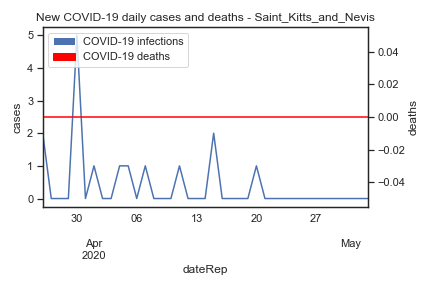 New COVID-19 daily cases and deaths - Saint_Kitts_and_Nevis
COVID-19 infections
COVID-19 deaths
5
4
3
2
1
0
cases
0.04
0.02
0.00
−0.02
−0.04
deaths
30 06 13 20 27
Apr May
2020
dateRep